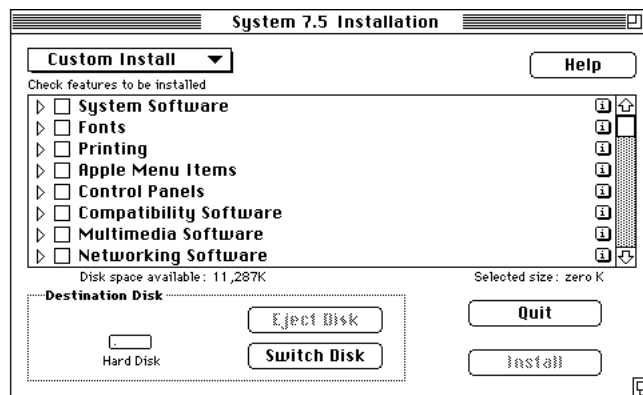 System 7.5 Installation
Custom Install
Help
Check features to be installed
System Software
Fonts
Printing
Apple Menu Items
Control Panels
Compatibility Software
Multimedia Software
Networking Software
Disk space available: 11,287K
Selected size: zero K
Destination Disk
Eject Disk
Quit
Hard Disk
Switch Disk
Install